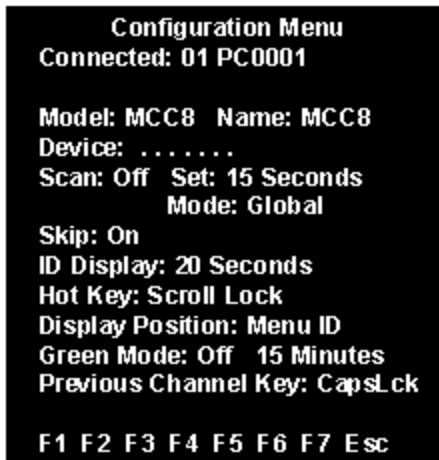 Configuration Menu
Connected: 01 PC0001
Model: MCC8 Name: MCC8
Device: .......
Scan: Off Set: 15 Seconds
Mode: Global
Skip: On
ID Display: 20 Seconds
Hot Key: Scroll Lock
Display Position: Menu ID
Green Mode: Off 15 Minutes
Previous Channel Key: CapsLck
F1 F2 F3 F4 F5 F6 F7 Esc